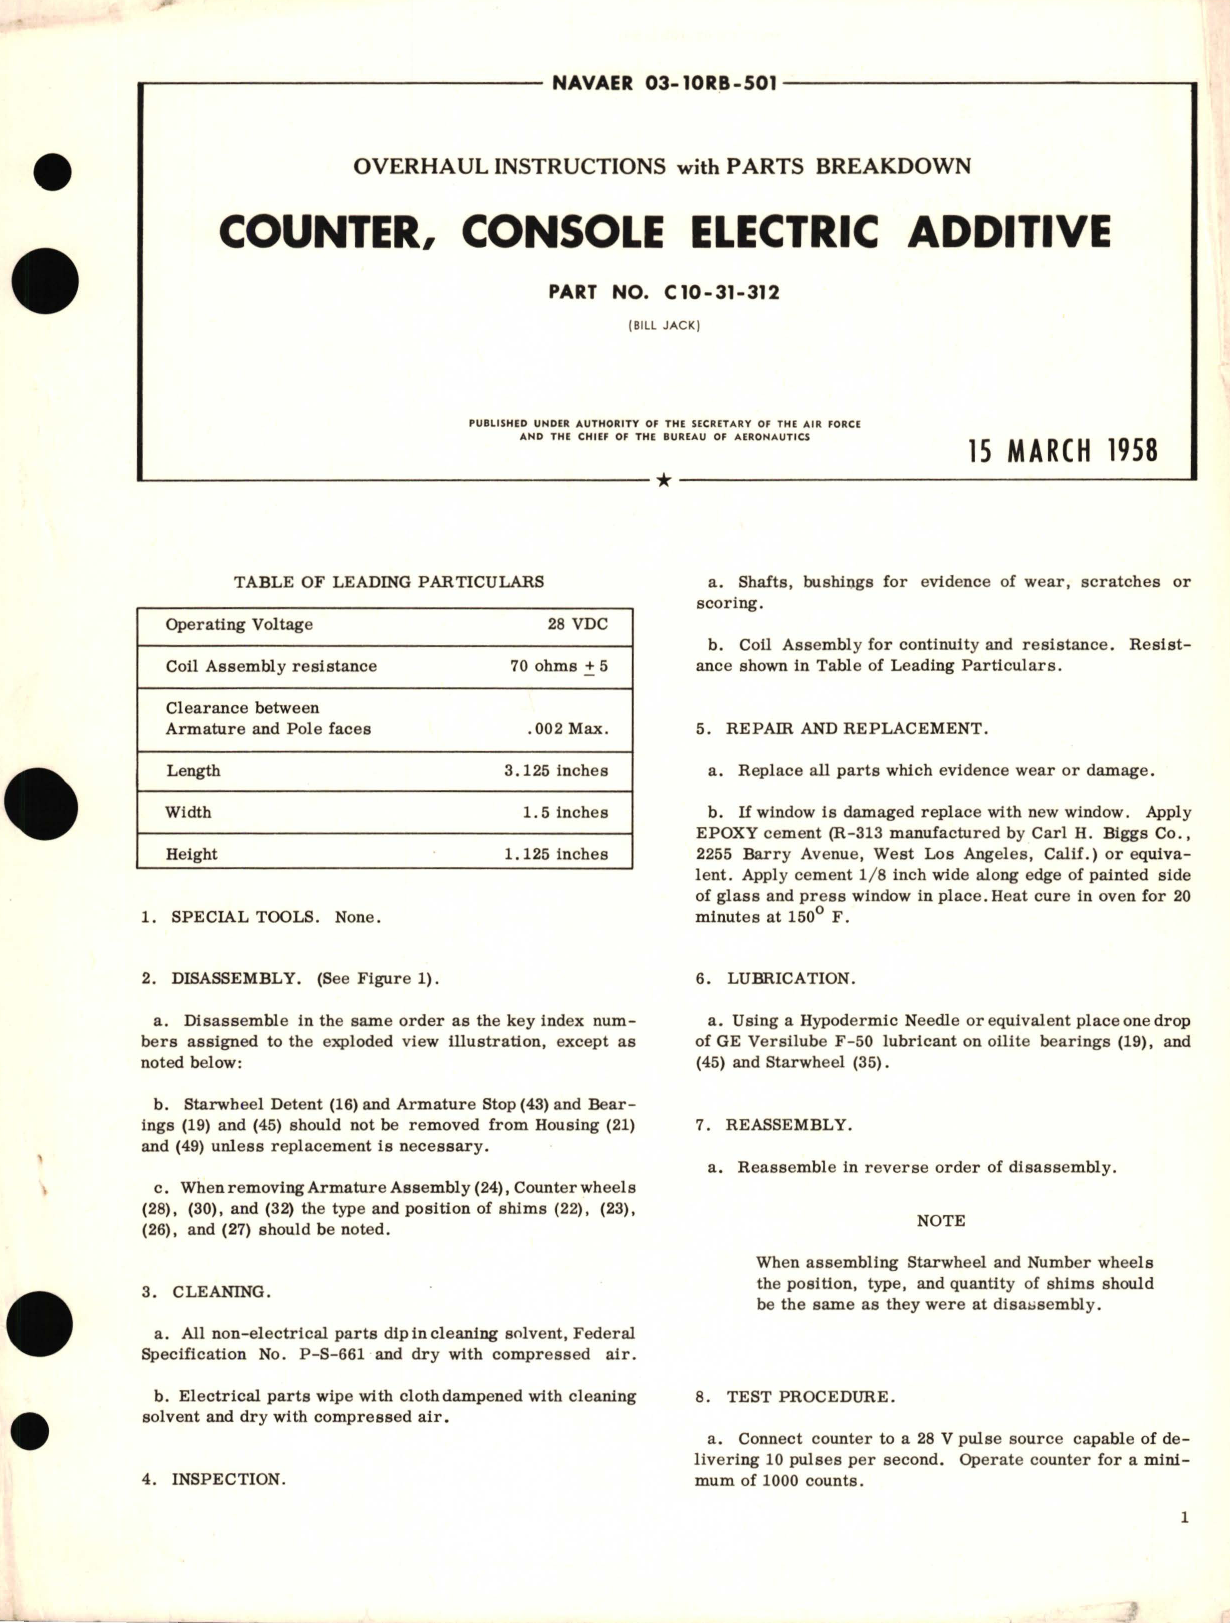 NAVAER 03-10RB-501
OVERHAUL INSTRUCTIONS with PARTS BREAKDOWN
COUNTER, CONSOLE ELECTRIC ADDITIVE
PART NO. C10-31-312
(BILL JACK)
PUBLISHED UNDER AUTHORITY OF THE SECRETARY OF THE AIR FORCE
AND THE CHIEF OF THE BUREAU OF AERONAUTICS
15 MARCH 1958
TABLE OF LEADING PARTICULARS
Operating Voltage 28 VDC
Coil Assembly resistance 70 ohms ± 5
Clearance between
Armature and Pole faces .002 Max.
Length 3.125 inches
Width 1.5 inches
Height 1.125 inches
1. SPECIAL TOOLS. None.
2. DISASSEMBLY. (See Figure 1).
a. Disassemble in the same order as the key index num-
bers assigned to the exploded view illustration, except as
noted below:
b. Starwheel Detent (16) and Armature Stop (43) and Bear-
ings (19) and (45) should not be removed from Housing (21)
and (49) unless replacement is necessary.
c. When removing Armature Assembly (24), Counter wheels
(28), (30), and (32) the type and position of shims (22), (23),
(26), and (27) should be noted.
3. CLEANING.
a. All non-electrical parts dip in cleaning solvent, Federal
Specification No. P-S-661 and dry with compressed air.
b. Electrical parts wipe with cloth dampened with cleaning
solvent and dry with compressed air.
4. INSPECTION.
a. Shafts, bushings for evidence of wear, scratches or
scoring.
b. Coil Assembly for continuity and resistance. Resist-
ance shown in Table of Leading Particulars.
5. REPAIR AND REPLACEMENT.
a. Replace all parts which evidence wear or damage.
b. If window is damaged replace with new window. Apply
EPOXY cement (R-313 manufactured by Carl H. Biggs Co.,
2255 Barry Avenue, West Los Angeles, Calif.) or equiva-
lent. Apply cement 1/8 inch wide along edge of painted side
of glass and press window in place. Heat cure in oven for 20
minutes at 150° F.
6. LUBRICATION.
a. Using a Hypodermic Needle or equivalent place one drop
of GE Versilube F-50 lubricant on oilite bearings (19), and
(45) and Starwheel (35).
7. REASSEMBLY.
a. Reassemble in reverse order of disassembly.
NOTE
When assembling Starwheel and Number wheels
the position, type, and quantity of shims should
be the same as they were at disassembly.
8. TEST PROCEDURE.
a. Connect counter to a 28 V pulse source capable of de-
livering 10 pulses per second. Operate counter for a mini-
mum of 1000 counts.
1